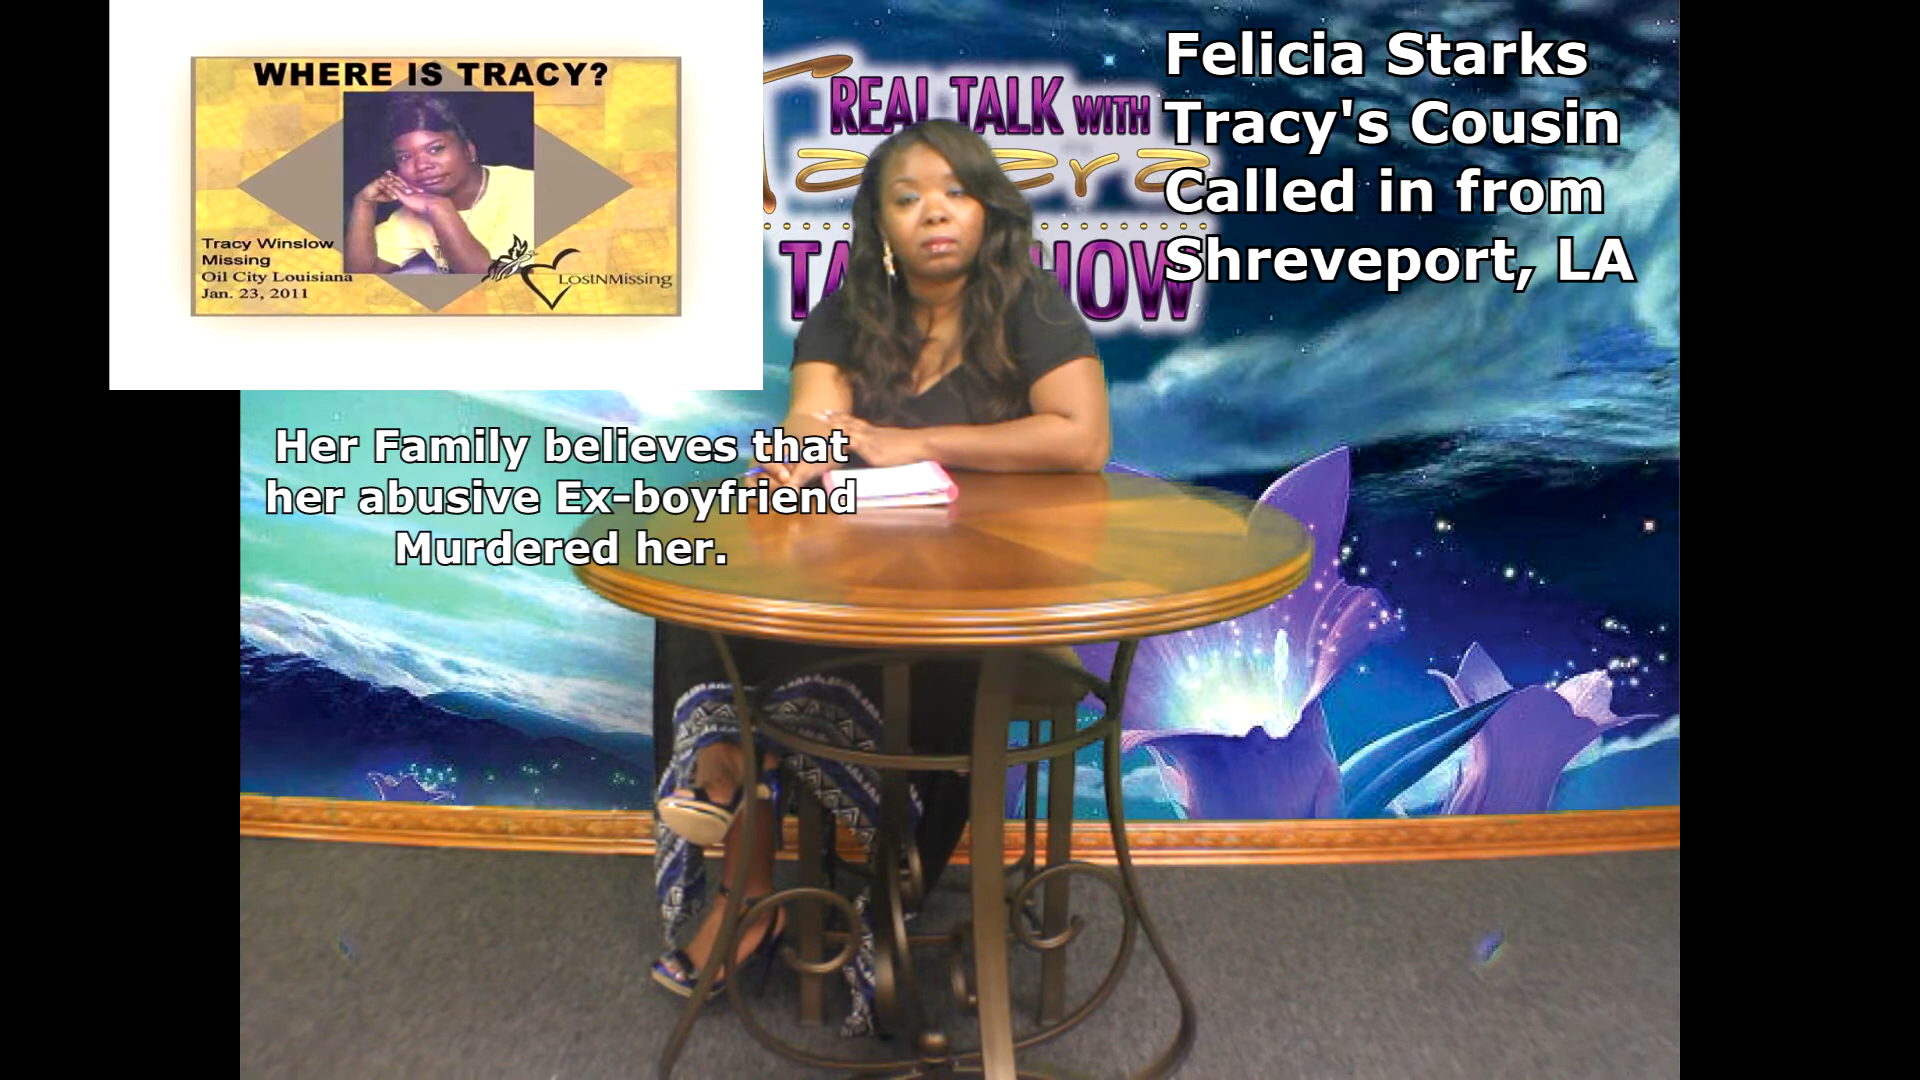 WHERE IS TRACY?
Tracy Winslow
Missing
Oil City Louisiana
Jan. 23, 2011
LostNMissing
REAL TALK WITH
SHOW
Felicia Starks
Tracy's Cousin
Called in from
Shreveport, LA
Her Family believes that
her abusive Ex-boyfriend
Murdered her.